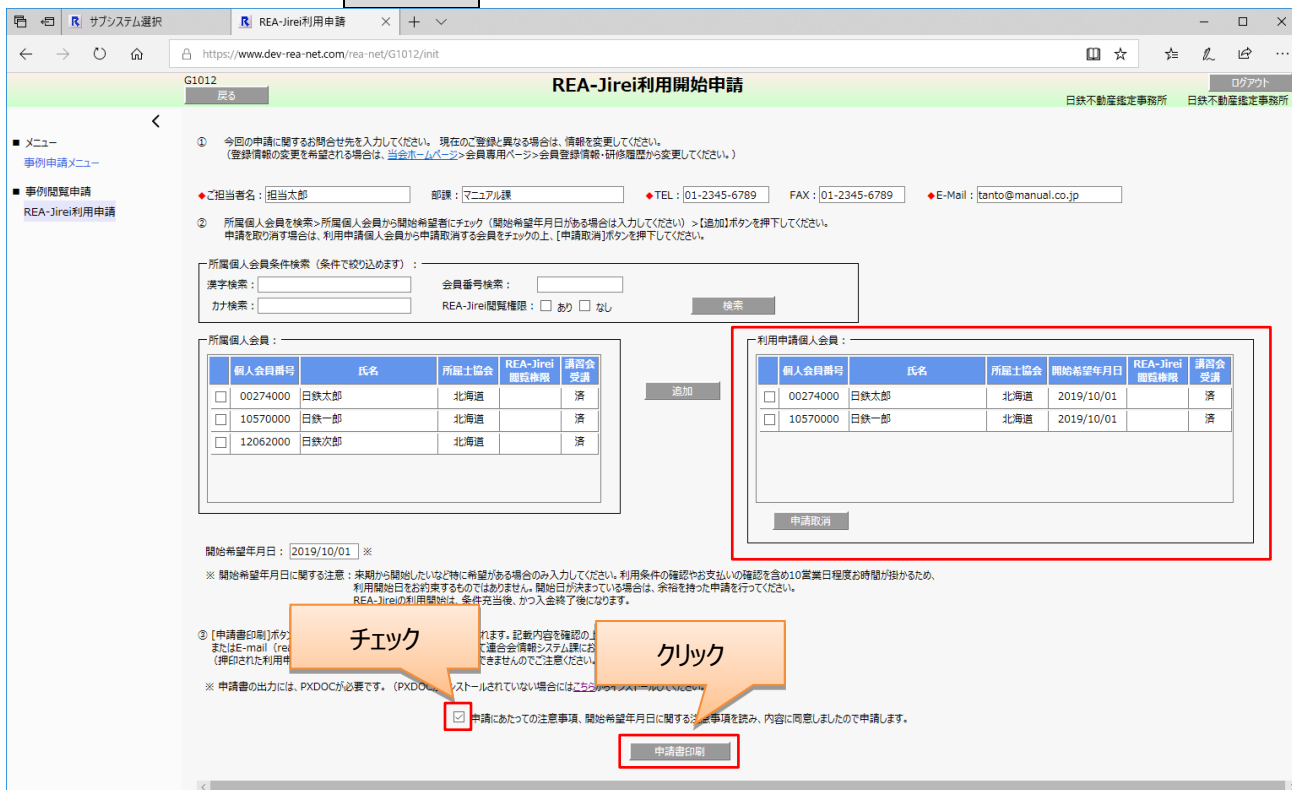 サブシステム選択
REA-Jirei利用申請
https://www.dev-rea-net.com/rea-net/G1012/init
G1012
戻る
REA-Jirei利用開始申請
ログアウト
日鉄不動産鑑定事務所 日鉄不動産鑑定事務所
■ メニュー
事例申請メニュー
■ 事例閲覧申請
REA-Jirei利用申請
① 今回の申請に関するお問合せ先を入力してください。 現在のご登録と異なる場合は、情報を変更してください。
（登録情報の変更を希望される場合は、当会ホームページ>会員専用ページ>会員登録情報・研修履歴から変更してください。）
◆ご担当者名：担当太郎 部課：マニュアル課 ◆TEL：01-2345-6789 FAX：01-2345-6789 ◆E-Mail：tanto@manual.co.jp
② 所属個人会員を検索>所属個人会員から開始希望者にチェック（開始希望年月日がある場合は入力してください）>【追加】ボタンを押下してください。
申請を取り消す場合は、利用申請個人会員から申請取消する会員をチェックの上、[申請取消]ボタンを押下してください。
所属個人会員条件検索（条件で絞り込めます）：
漢字検索： 会員番号検索：
カナ検索： REA-Jirei閲覧権限： あり なし 検索
所属個人会員：
個人会員番号 氏名 所属士協会 REA-Jirei閲覧権限 講習会受講
00274000 日鉄太郎 北海道 済
10570000 日鉄一郎 北海道 済
12062000 日鉄次郎 北海道 済
追加
利用申請個人会員：
個人会員番号 氏名 所属士協会 開始希望年月日 REA-Jirei閲覧権限 講習会受講
00274000 日鉄太郎 北海道 2019/10/01 済
10570000 日鉄一郎 北海道 2019/10/01 済
申請取消
開始希望年月日： 2019/10/01 ※
※ 開始希望年月日に関する注意：来期から開始したいなど特に希望がある場合のみ入力してください。利用条件の確認やお支払いの確認を含め10営業日程度お時間が掛かるため、
利用開始日をお約束するものではありません。開始日が決まっている場合は、余裕を持った申請を行ってください。
REA-Jireiの利用開始は、条件充当後、かつ入金終了後になります。
③ [申請書印刷]ボタン れます。記載内容を確認の上
またはE-mail（rea て連合会情報システム課にお
（押印された利用申 できませんのでご注意ください。
チェック
クリック
※ 申請書の出力には、PXDOCが必要です。（PXDOC ンストールされていない場合にはこちらからインストールしてください。
申請にあたっての注意事項、開始希望年月日に関する注意事項を読み、内容に同意しましたので申請します。
申請書印刷